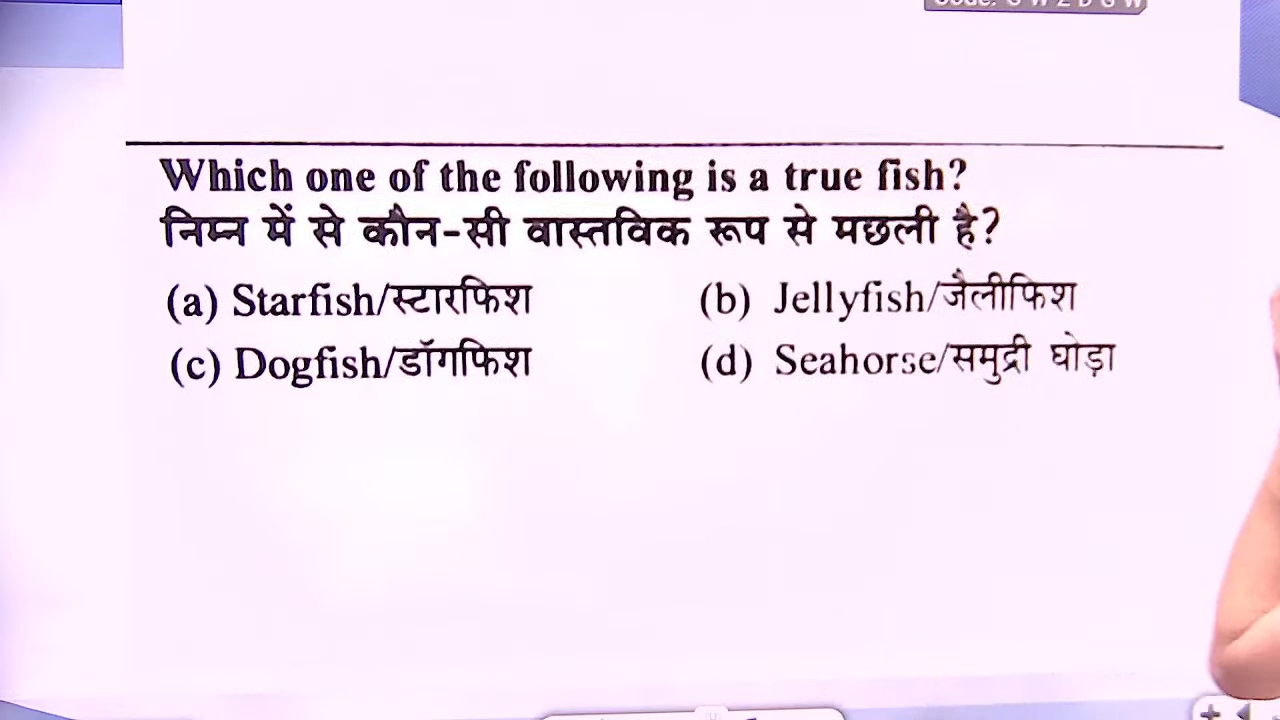 Which one of the following is a true fish?
निम्न में से कौन-सी वास्तविक रूप से मछली है?
(a) Starfish/स्टारफिश (b) Jellyfish/जैलीफिश
(c) Dogfish/डॉगफिश (d) Seahorse/समुद्री घोड़ा